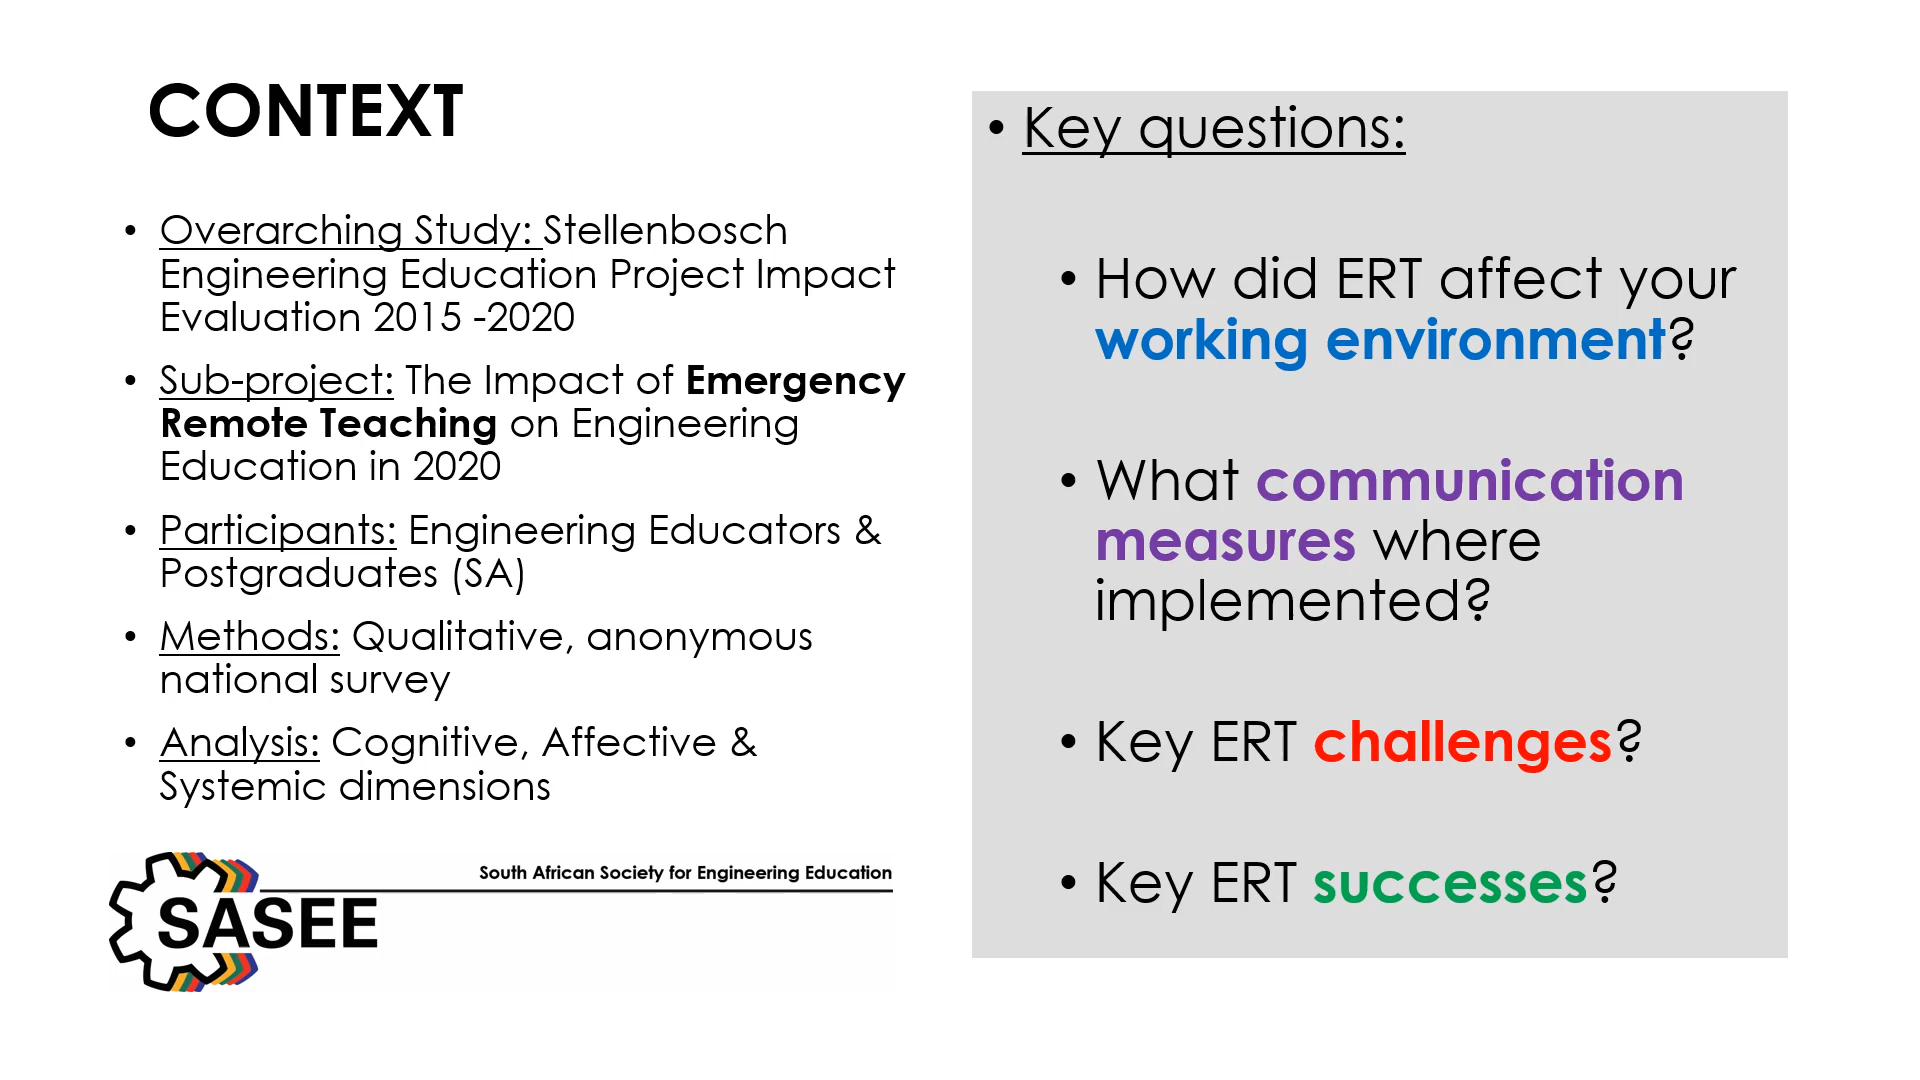 CONTEXT
• Overarching Study: Stellenbosch
Engineering Education Project Impact
Evaluation 2015 -2020
• Sub-project: The Impact of Emergency
Remote Teaching on Engineering
Education in 2020
• Participants: Engineering Educators &
Postgraduates (SA)
• Methods: Qualitative, anonymous
national survey
• Analysis: Cognitive, Affective &
Systemic dimensions
South African Society for Engineering Education
SASEE
• Key questions:
• How did ERT affect your
working environment?
• What communication
measures where
implemented?
• Key ERT challenges?
• Key ERT successes?